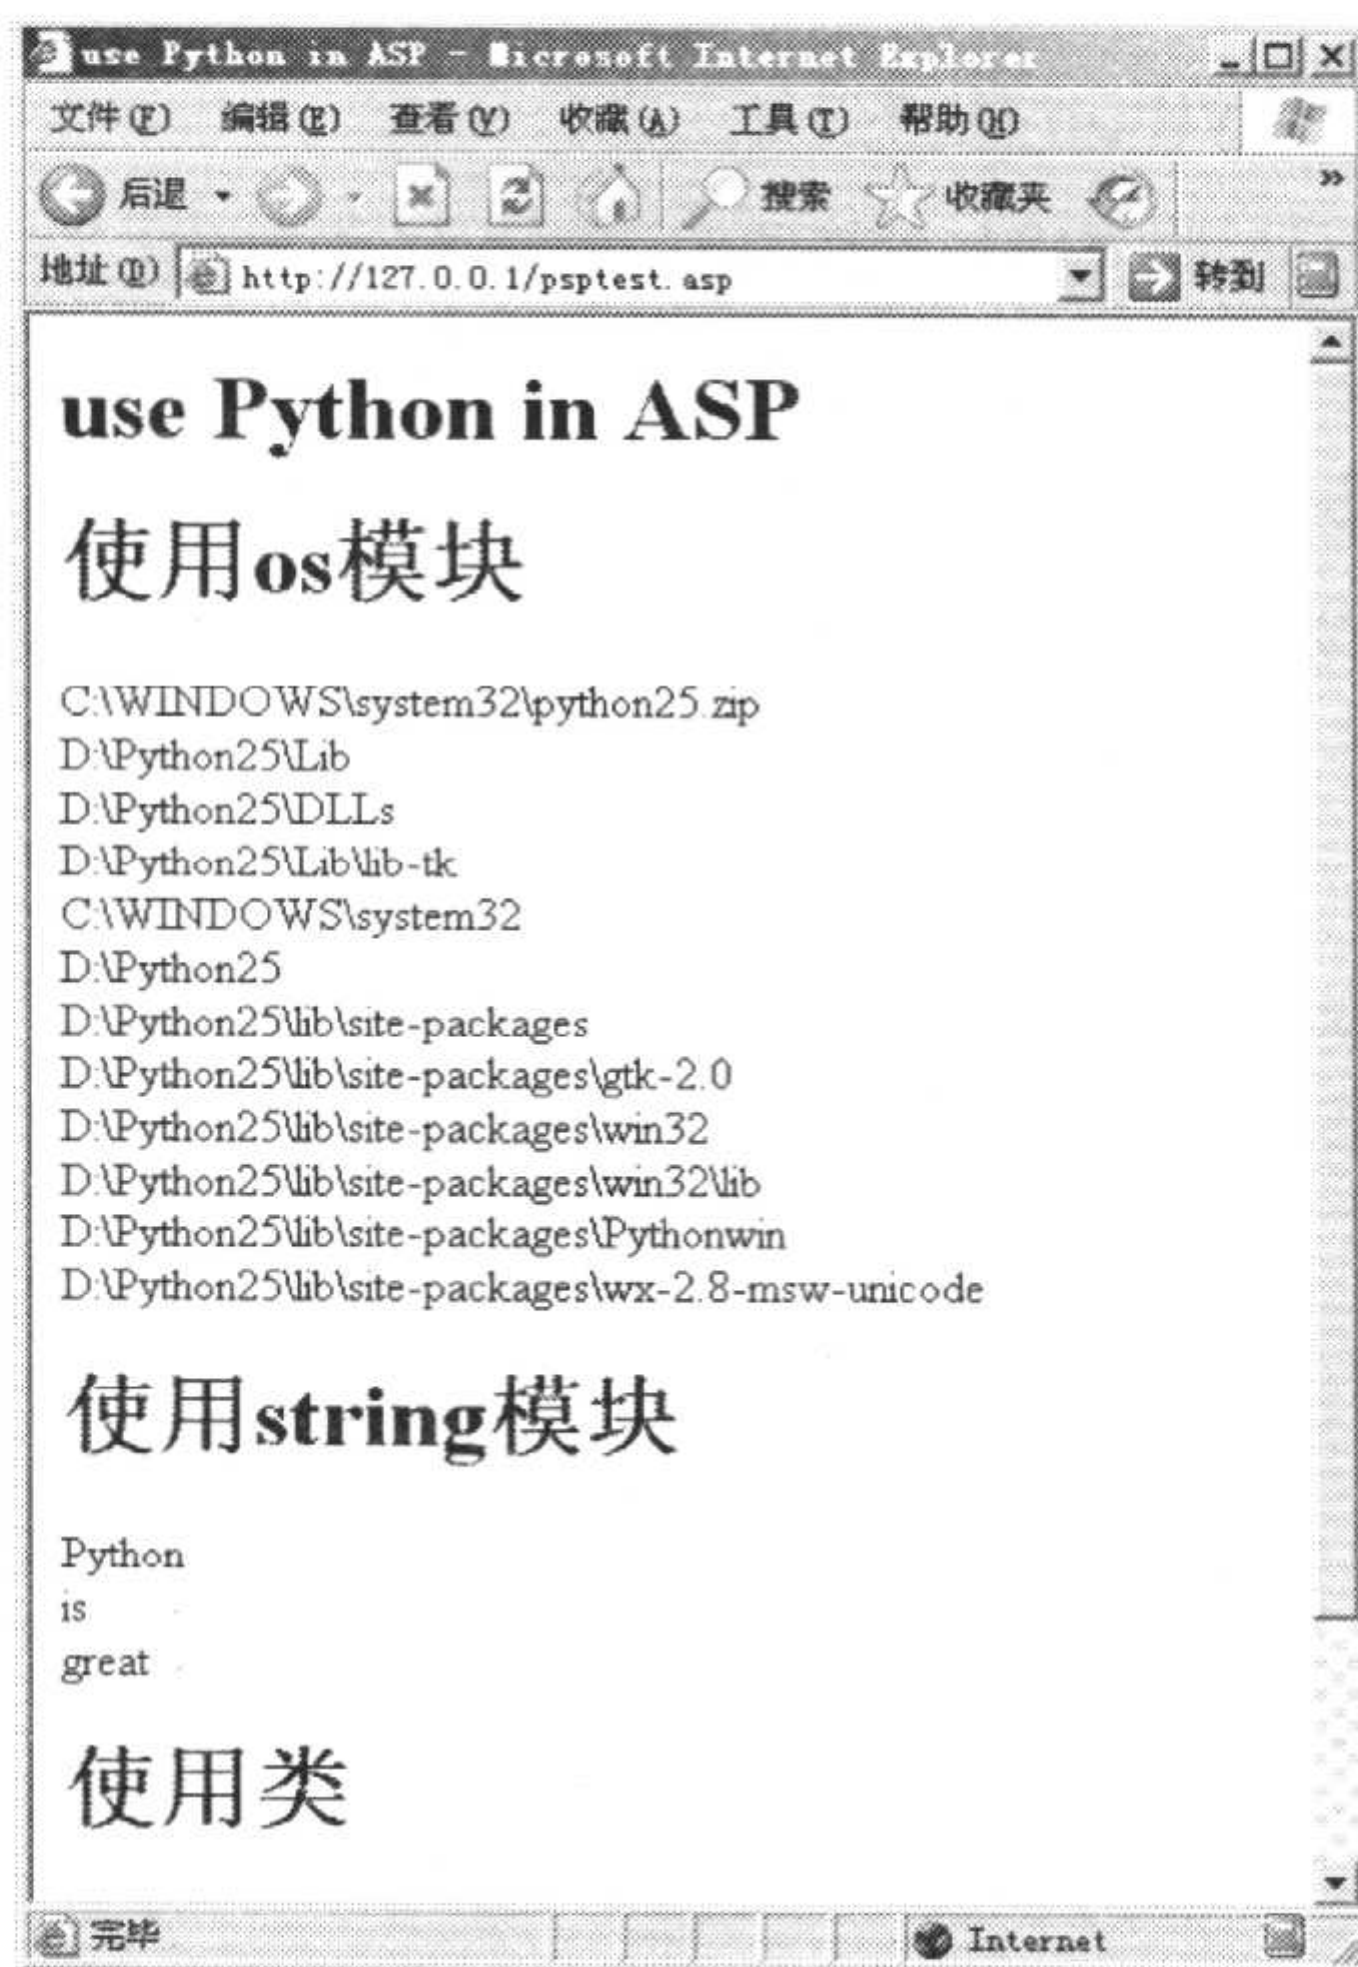 use Python in ASP - Microsoft Internet Explorer
文件(F) 编辑(E) 查看(V) 收藏(A) 工具(T) 帮助(H)
后退 搜索 收藏夹 »
地址(D) http://127.0.0.1/psptest.asp 转到
use Python in ASP
使用os模块
C:\WINDOWS\system32\python25.zip
D:\Python25\Lib
D:\Python25\DLLs
D:\Python25\Lib\lib-tk
C:\WINDOWS\system32
D:\Python25
D:\Python25\lib\site-packages
D:\Python25\lib\site-packages\gtk-2.0
D:\Python25\lib\site-packages\win32
D:\Python25\lib\site-packages\win32\lib
D:\Python25\lib\site-packages\Pythonwin
D:\Python25\lib\site-packages\wx-2.8-msw-unicode
使用string模块
Python
is
great
使用类
完毕 Internet